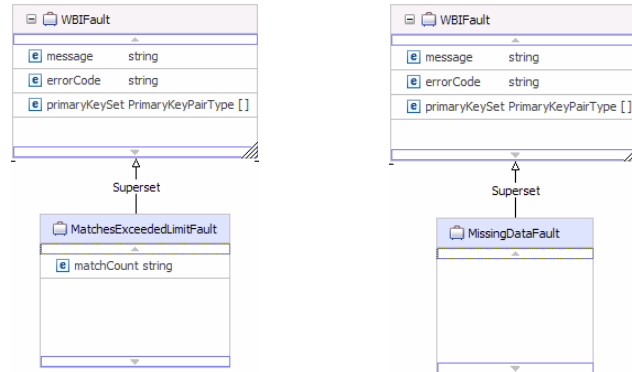 WBIFault
e message string
e errorCode string
e primaryKeySet PrimaryKeyPairType []
Superset
MatchesExceededLimitFault
e matchCount string
WBIFault
e message string
e errorCode string
e primaryKeySet PrimaryKeyPairType []
Superset
MissingDataFault